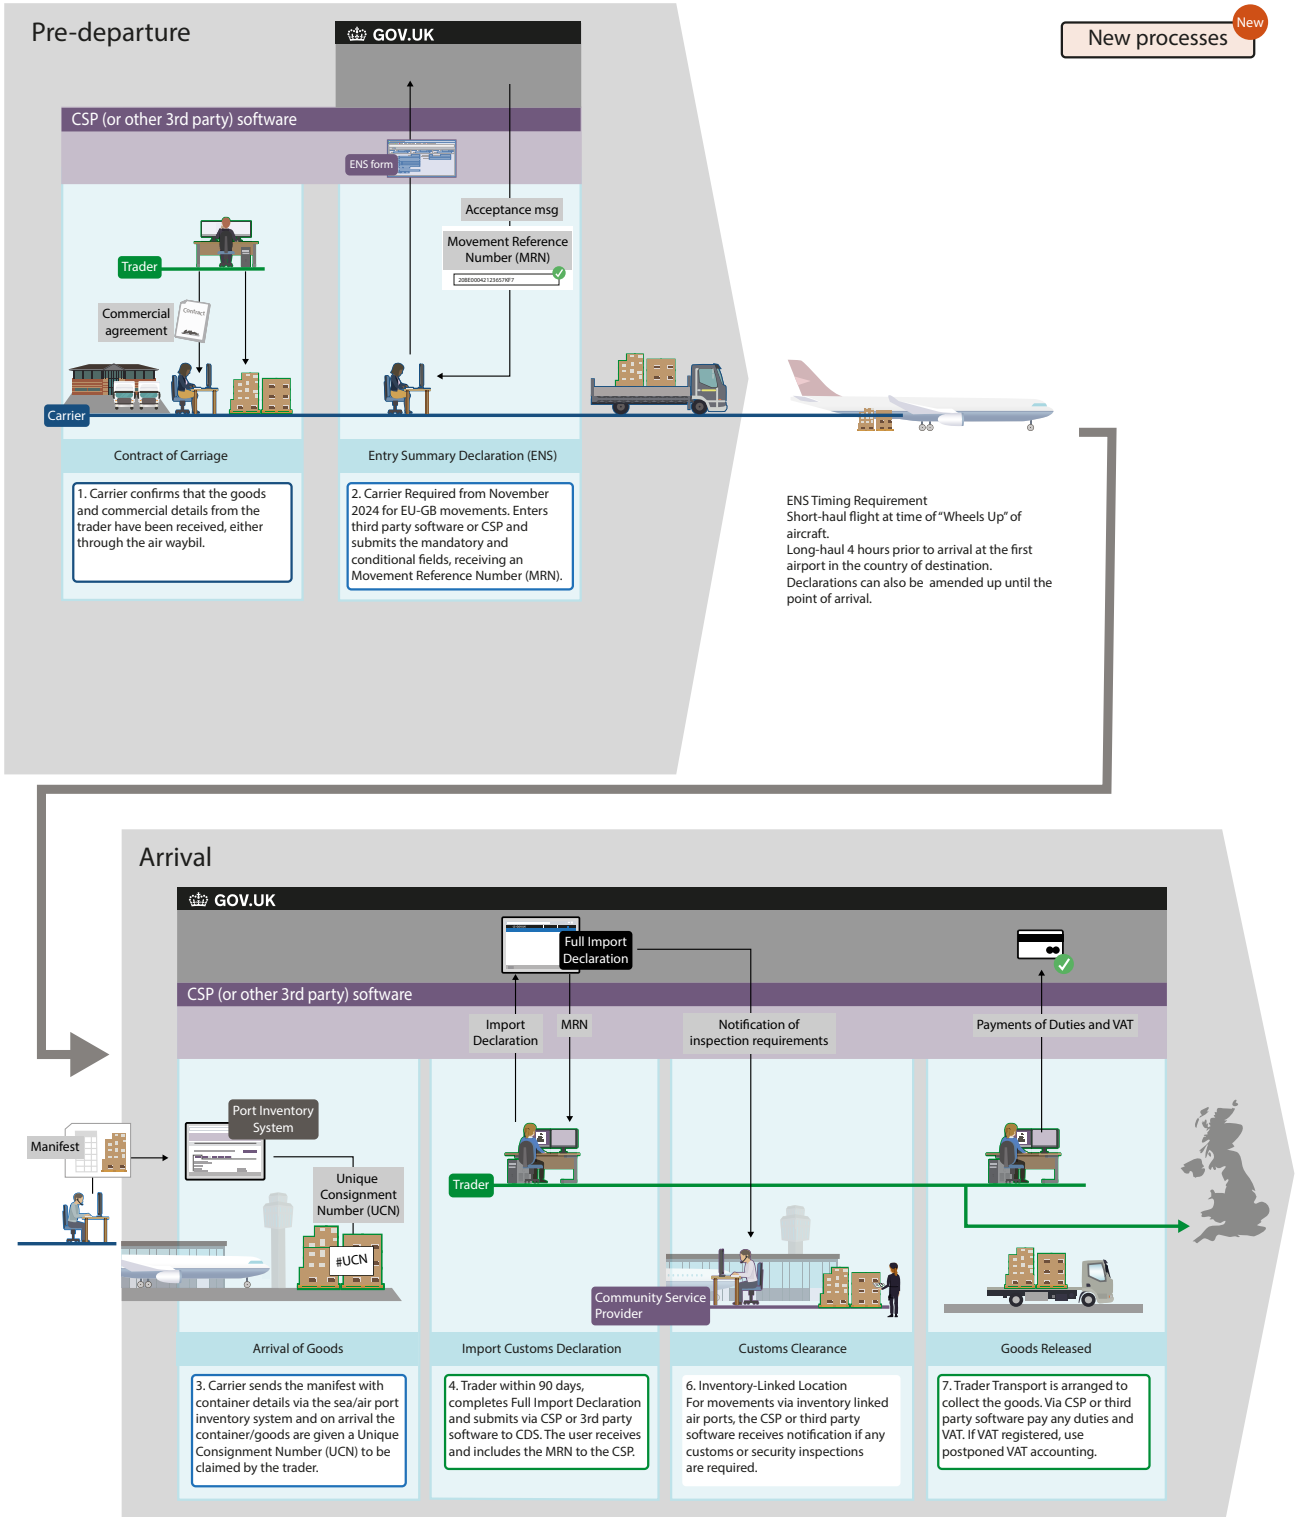 Pre-departure
GOV.UK
New processes
New
CSP (or other 3rd party) software
ENS form
Acceptance msg
Movement Reference
Number (MRN)
20BE00042123657KF7
Trader
Commercial
agreement
Contract
Carrier
Contract of Carriage
Entry Summary Declaration (ENS)
1. Carrier confirms that the goods
and commercial details from the
trader have been received, either
through the air waybil.
2. Carrier Required from November
2024 for EU-GB movements. Enters
third party software or CSP and
submits the mandatory and
conditional fields, receiving an
Movement Reference Number (MRN).
ENS Timing Requirement
Short-haul flight at time of “Wheels Up” of
aircraft.
Long-haul 4 hours prior to arrival at the first
airport in the country of destination.
Declarations can also be  amended up until the
point of arrival.
Arrival
GOV.UK
Full Import
Declaration
CSP (or other 3rd party) software
Import
Declaration
MRN
Notification of
inspection requirements
Payments of Duties and VAT
Manifest
Port Inventory
System
Unique
Consignment
Number (UCN)
#UCN
Trader
Community Service
Provider
Arrival of Goods
Import Customs Declaration
Customs Clearance
Goods Released
3. Carrier sends the manifest with
container details via the sea/air port
inventory system and on arrival the
container/goods are given a Unique
Consignment Number (UCN) to be
claimed by the trader.
4. Trader within 90 days,
completes Full Import Declaration
and submits via CSP or 3rd party
software to CDS. The user receives
and includes the MRN to the CSP.
6. Inventory-Linked Location
For movements via inventory linked
air ports, the CSP or third party
software receives notification if any
customs or security inspections
are required.
7. Trader Transport is arranged to
collect the goods. Via CSP or third
party software pay any duties and
VAT. If VAT registered, use
postponed VAT accounting.